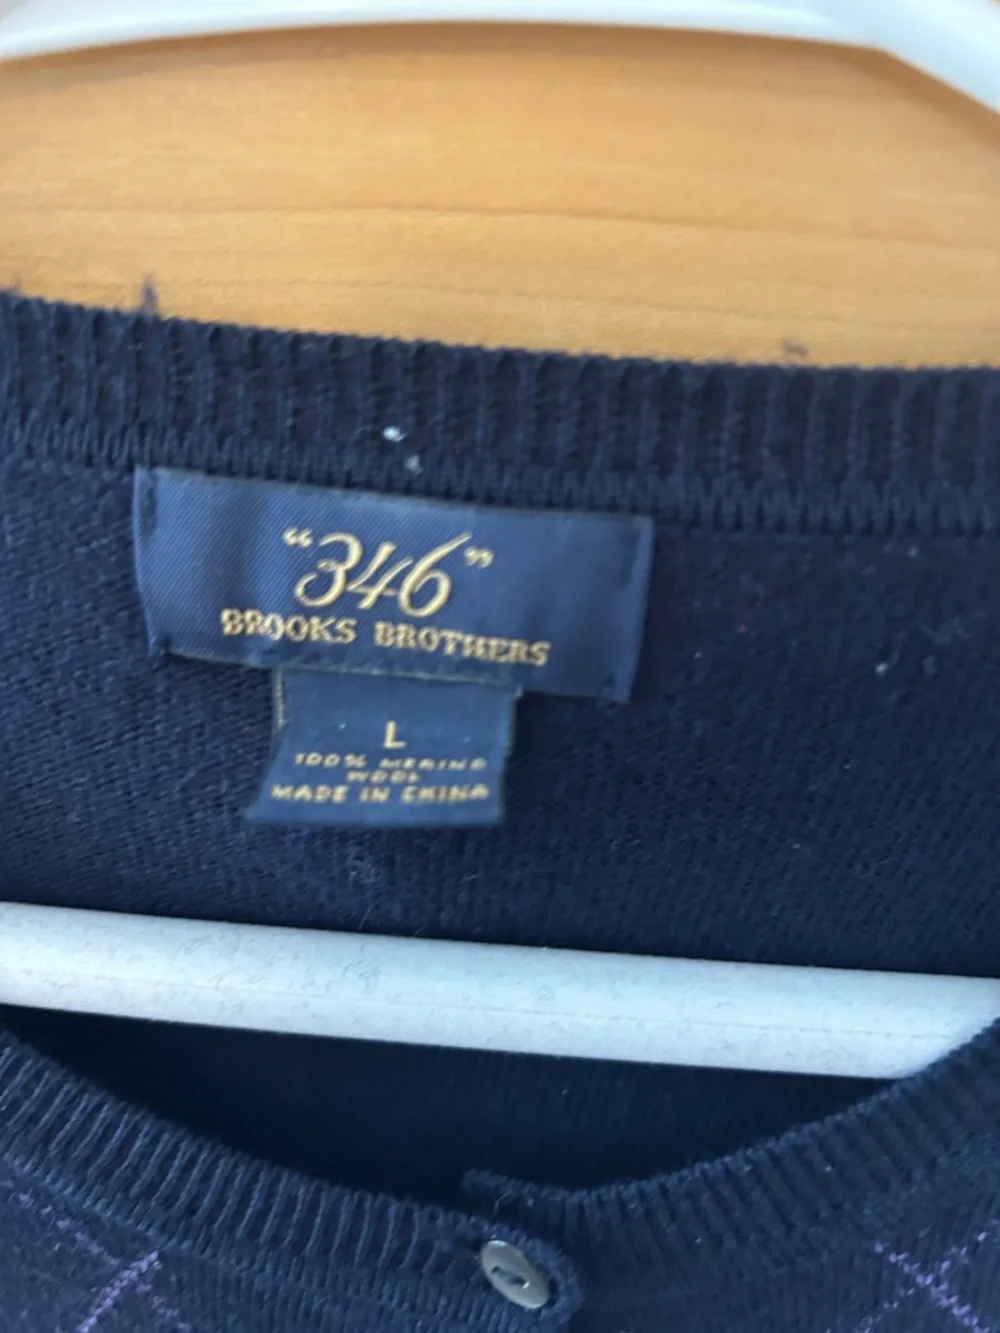 "346"
BROOKS BROTHERS
L
100% MERINO
WOOL
MADE IN CHINA